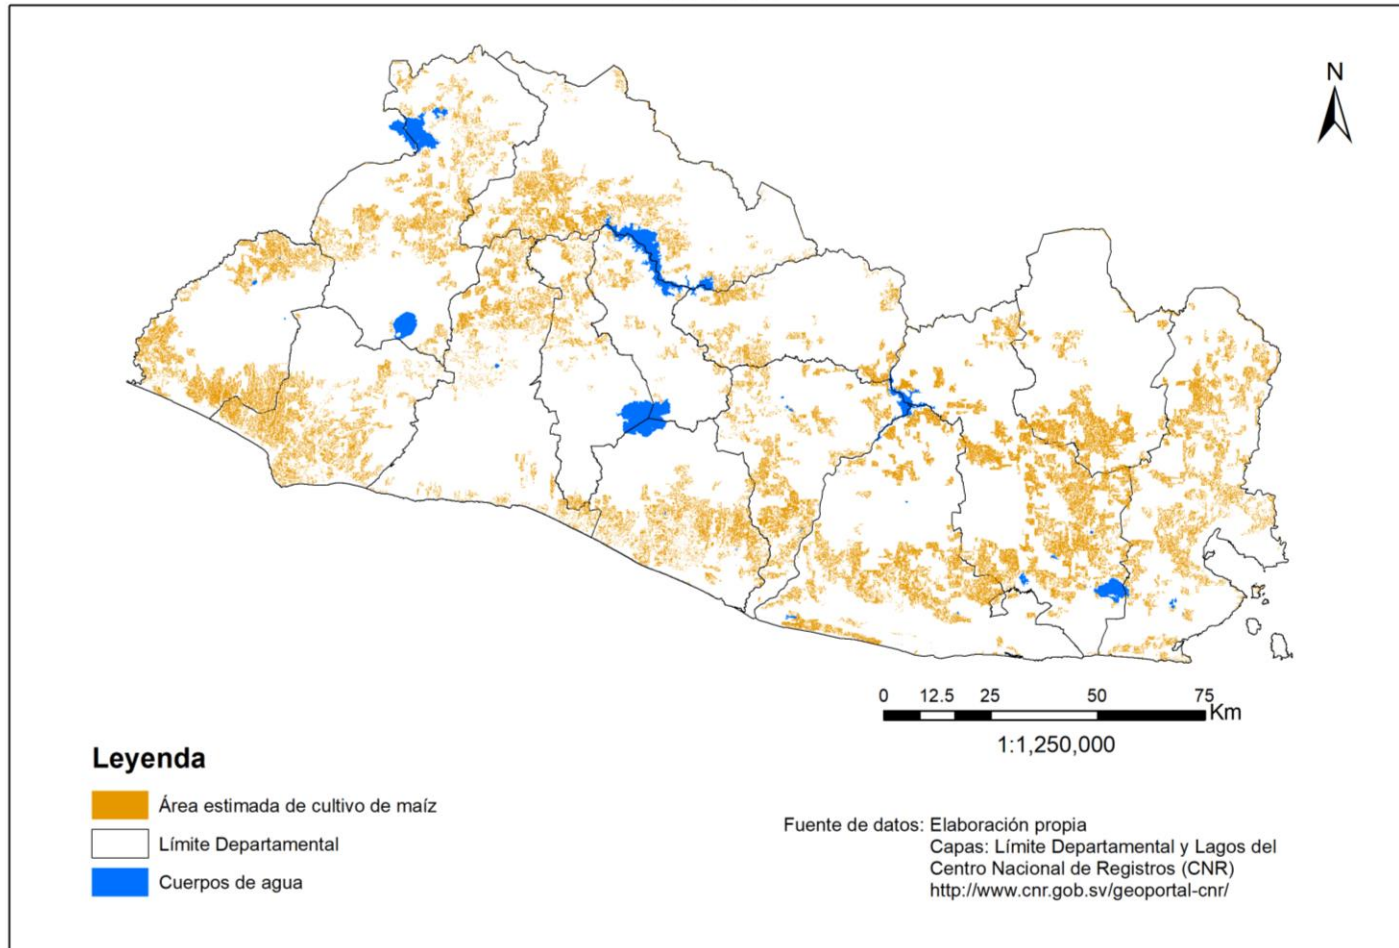 N
0 12.5 25 50 75
Km
1:1,250,000
Leyenda
Área estimada de cultivo de maíz
Límite Departamental
Cuerpos de agua
Fuente de datos: Elaboración propia
Capas: Límite Departamental y Lagos del
Centro Nacional de Registros (CNR)
http://www.cnr.gob.sv/geoportal-cnr/